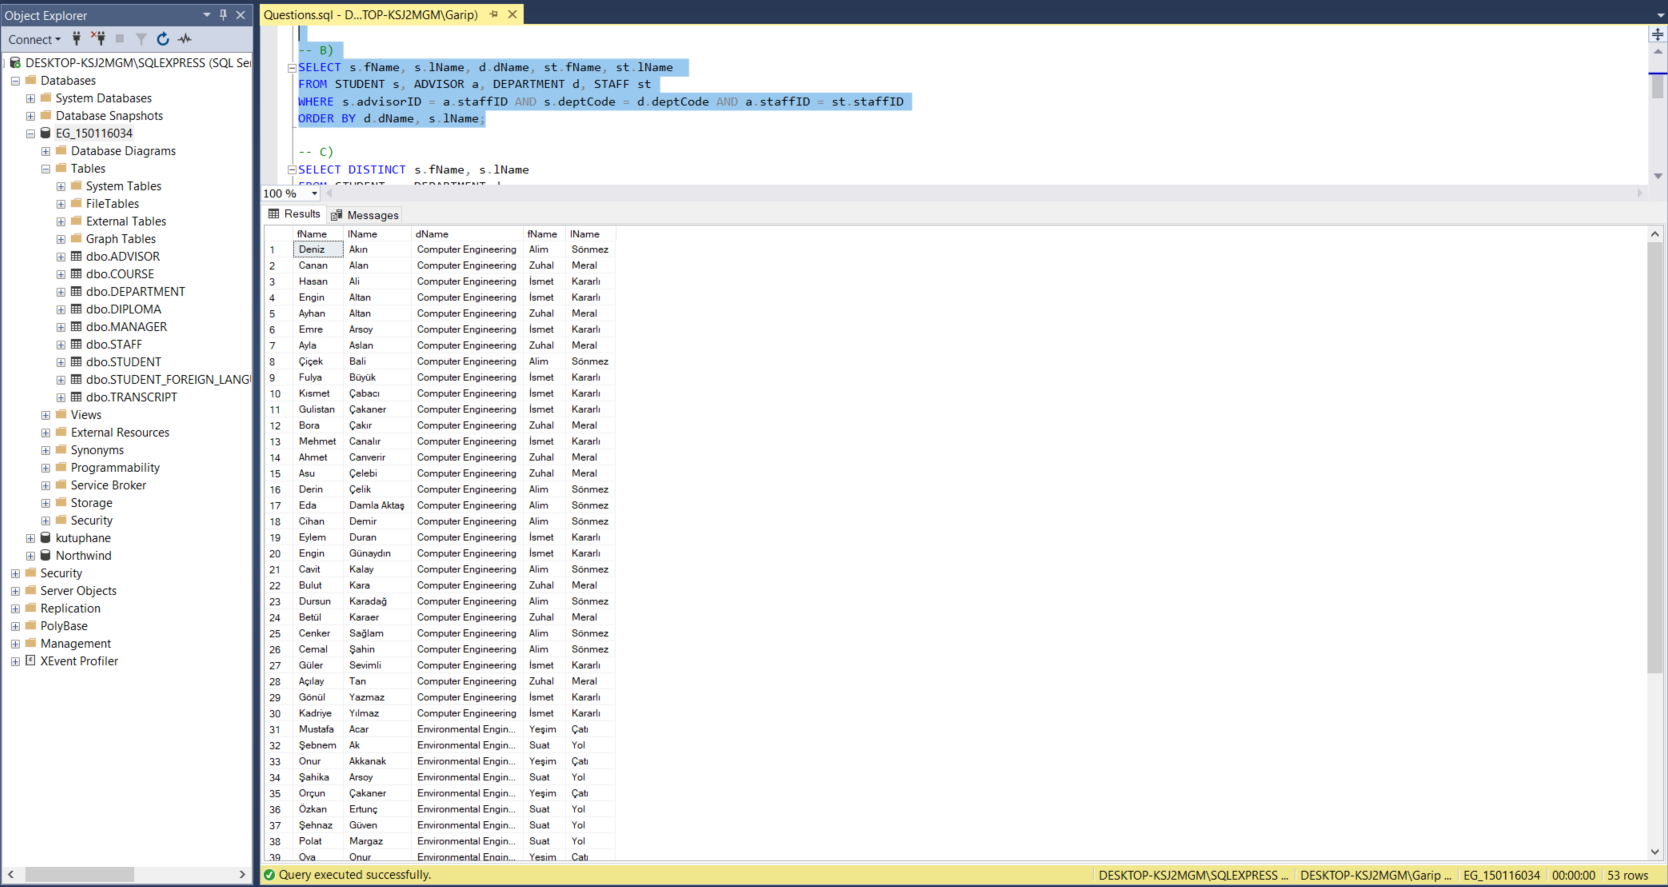 Object Explorer
Connect
DESKTOP-KSJ2MGM\SQLEXPRESS (SQL Se
Databases
System Databases
Database Snapshots
EG_150116034
Database Diagrams
Tables
System Tables
FileTables
External Tables
Graph Tables
dbo.ADVISOR
dbo.COURSE
dbo.DEPARTMENT
dbo.DIPLOMA
dbo.MANAGER
dbo.STAFF
dbo.STUDENT
dbo.STUDENT_FOREIGN_LANGU
dbo.TRANSCRIPT
Views
External Resources
Synonyms
Programmability
Service Broker
Storage
Security
kutuphane
Northwind
Security
Server Objects
Replication
PolyBase
Management
XEvent Profiler
Questions.sql - D...TOP-KSJ2MGM\Garip)
-- B)
SELECT s.fName, s.lName, d.dName, st.fName, st.lName
FROM STUDENT s, ADVISOR a, DEPARTMENT d, STAFF st
WHERE s.advisorID = a.staffID AND s.deptCode = d.deptCode AND a.staffID = st.staffID
ORDER BY d.dName, s.lName;
-- C)
SELECT DISTINCT s.fName, s.lName
FROM STUDENT s, DEPARTMENT d
100 %
Results Messages
fName lName dName fName lName
1 Deniz Akın Computer Engineering Alim Sönmez
2 Canan Alan Computer Engineering Zuhal Meral
3 Hasan Ali Computer Engineering İsmet Kararlı
4 Engin Altan Computer Engineering İsmet Kararlı
5 Ayhan Altan Computer Engineering Zuhal Meral
6 Emre Arsoy Computer Engineering İsmet Kararlı
7 Ayla Aslan Computer Engineering Zuhal Meral
8 Çiçek Bali Computer Engineering Alim Sönmez
9 Fulya Büyük Computer Engineering İsmet Kararlı
10 Kısmet Çabacı Computer Engineering İsmet Kararlı
11 Gulistan Çakaner Computer Engineering İsmet Kararlı
12 Bora Çakır Computer Engineering Zuhal Meral
13 Mehmet Canalır Computer Engineering İsmet Kararlı
14 Ahmet Canverir Computer Engineering Zuhal Meral
15 Asu Çelebi Computer Engineering Zuhal Meral
16 Derin Çelik Computer Engineering Alim Sönmez
17 Eda Damla Aktaş Computer Engineering Alim Sönmez
18 Cihan Demir Computer Engineering Alim Sönmez
19 Eylem Duran Computer Engineering İsmet Kararlı
20 Engin Günaydın Computer Engineering İsmet Kararlı
21 Cavit Kalay Computer Engineering Alim Sönmez
22 Bulut Kara Computer Engineering Zuhal Meral
23 Dursun Karadağ Computer Engineering Alim Sönmez
24 Betül Karaer Computer Engineering Zuhal Meral
25 Cenker Sağlam Computer Engineering Alim Sönmez
26 Cemal Şahin Computer Engineering Alim Sönmez
27 Güler Sevimli Computer Engineering İsmet Kararlı
28 Açılay Tan Computer Engineering Zuhal Meral
29 Gönül Yazmaz Computer Engineering İsmet Kararlı
30 Kadriye Yılmaz Computer Engineering İsmet Kararlı
31 Mustafa Acar Environmental Engin... Yeşim Çatı
32 Şebnem Ak Environmental Engin... Suat Yol
33 Onur Akkanak Environmental Engin... Yeşim Çatı
34 Şahika Arsoy Environmental Engin... Suat Yol
35 Orçun Çakaner Environmental Engin... Yeşim Çatı
36 Özkan Ertunç Environmental Engin... Suat Yol
37 Şehnaz Güven Environmental Engin... Suat Yol
38 Polat Margaz Environmental Engin... Suat Yol
39 Oya Onur Environmental Engin... Yeşim Çatı
Query executed successfully. DESKTOP-KSJ2MGM\SQLEXPRESS ... DESKTOP-KSJ2MGM\Garip ... EG_150116034 00:00:00 53 rows